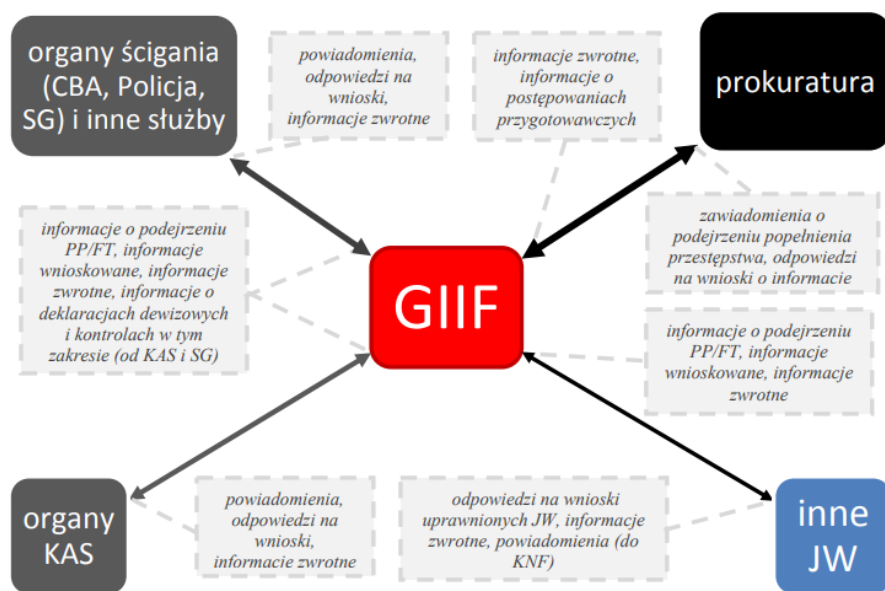 organy ścigania
(CBA, Policja,
SG) i inne służby
powiadomienia,
odpowiedzi na
wnioski,
informacje zwrotne
informacje zwrotne,
informacje o
postępowaniach
przygotowawczych
prokuratura
informacje o podejrzeniu
PP/FT, informacje
wnioskowane, informacje
zwrotne, informacje o
deklaracjach dewizowych
i kontrolach w tym
zakresie (od KAS i SG)
GIIF
zawiadomienia o
podejrzeniu popełnienia
przestępstwa, odpowiedzi
na wnioski o informacie
informacje o podejrzeniu
PP/FT, informacje
wnioskowane, informacje
zwrotne
organy
KAS
powiadomienia,
odpowiedzi na
wnioski,
informacie zwrotne
odpowiedzi na wnioski
uprawnionych JW, informacje
zwrotne, powiadomienia (do
KNF)
inne
JW